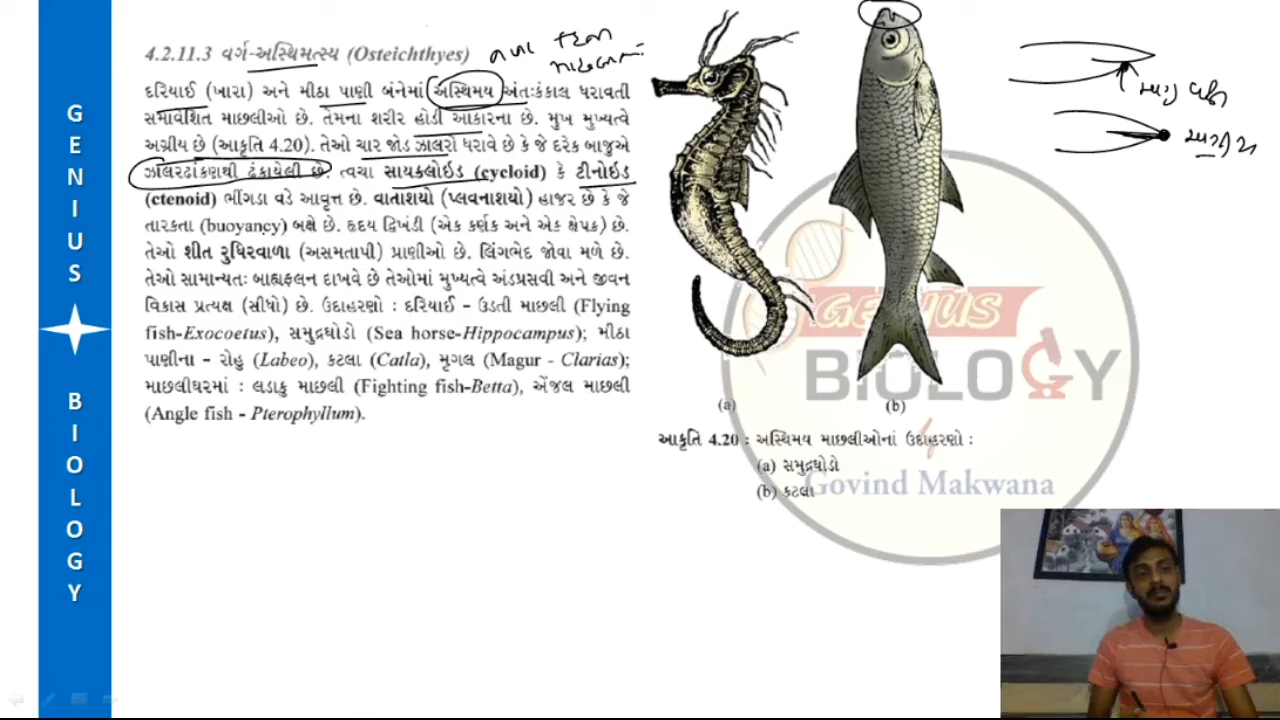 GENIUS BIOLOGY
4.2.11.3 વર્ગ-અસ્થિમત્સ્ય (Osteichthyes)
દરિયાઈ (ખારા) અને મીઠા પાણી બંનેમાં અસ્થિમય અંતઃકંકાલ ધરાવતી
સમાવેશિત માછલીઓ છે. તેમના શરીર હોડી આકારના છે. મુખ મુખ્યત્વે
અગ્રીય છે (આકૃતિ 4.20). તેઓ ચાર જોડ ઝાલરો ધરાવે છે કે જે દરેક બાજુએ
ઝાલરઢાંકણથી ઢંકાયેલી છે. ત્વચા સાયક્લોઇડ (cycloid) કે ટીનોઇડ
(ctenoid) ભીંગડા વડે આવૃત્ત છે. વાતાશયો (પ્લવનાશયો) હાજર છે કે જે
તારકતા (buoyancy) બક્ષે છે. હૃદય દ્વિખંડી (એક કર્ણક અને એક ક્ષેપક) છે.
તેઓ શીત રુધિરવાળા (અસમતાપી) પ્રાણીઓ છે. લિંગભેદ જોવા મળે છે.
તેઓ સામાન્યતઃ બાહ્યફલન દાખવે છે તેઓમાં મુખ્યત્વે અંડપ્રસવી અને જીવન
વિકાસ પ્રત્યક્ષ (સીધો) છે. ઉદાહરણો : દરિયાઈ - ઉડતી માછલી (Flying
fish-Exocoetus), સમુદ્રઘોડો (Sea horse-Hippocampus); મીઠા
પાણીના - રોહુ (Labeo), કટલા (Catla), મૃગલ (Magur - Clarias);
માછલીઘરમાં : લડાકુ માછલી (Fighting fish-Betta), એંજલ માછલી
(Angle fish - Pterophyllum).
(a)
(b)
આકૃતિ 4.20 : અસ્થિમય માછલીઓનાં ઉદાહરણો :
(a) સમુદ્રઘોડો
(b) કટલા
GENIUS
BIOLOGY
by
Govind Makwana